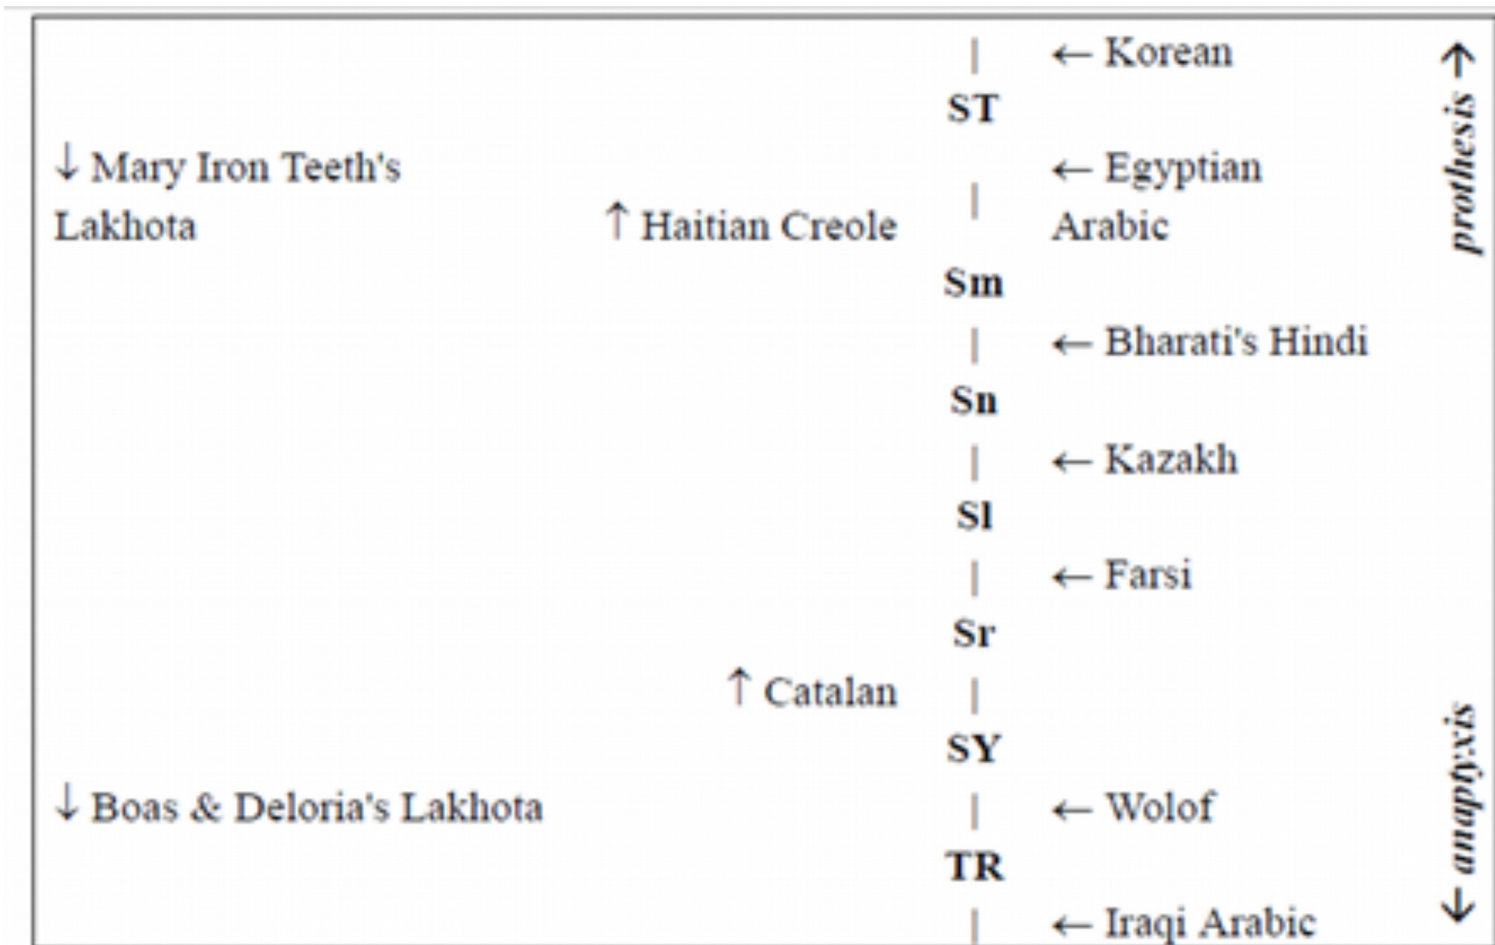 | ← Korean
ST
↓ Mary Iron Teeth's ← Egyptian
Lakhota ↑ Haitian Creole | Arabic
Sm
| ← Bharati's Hindi
Sn
| ← Kazakh
Sl
| ← Farsi
Sr
↑ Catalan |
SY
↓ Boas & Deloria's Lakhota | ← Wolof
TR
| ← Iraqi Arabic
prothesis →
← anaptyxis